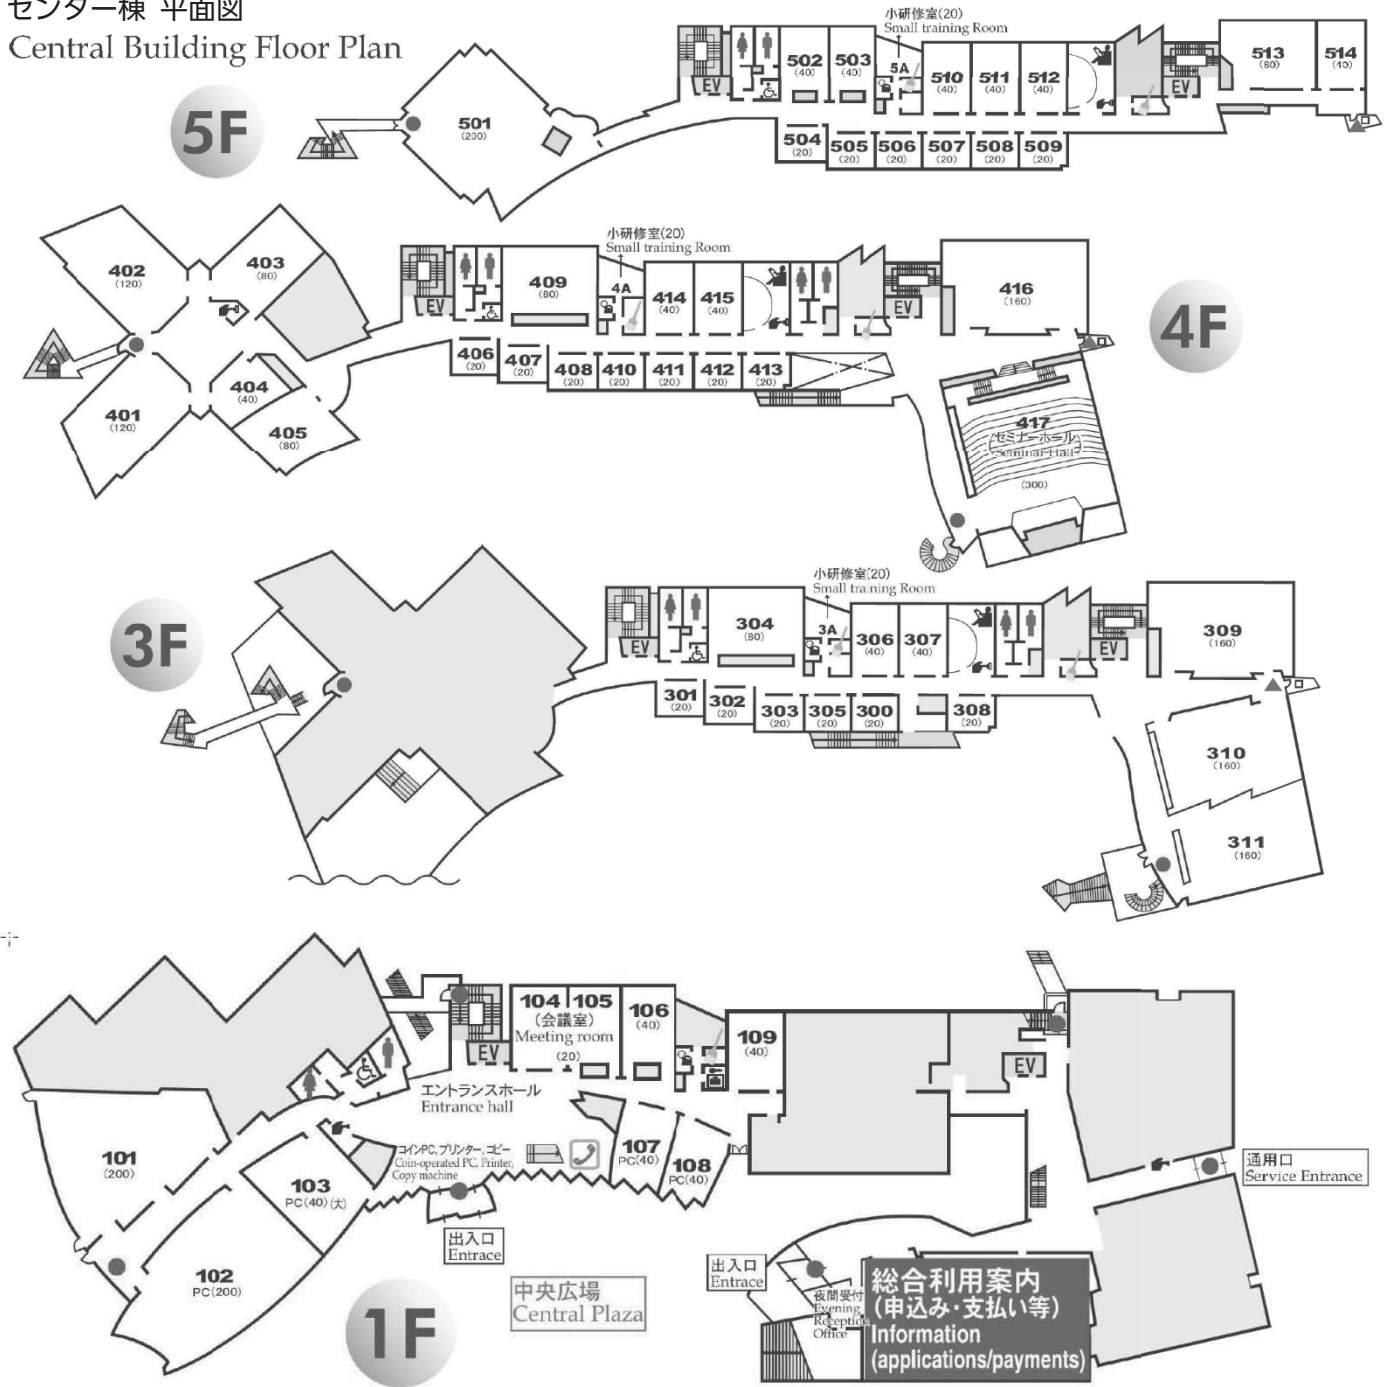 センター棟 平面図
Central Building Floor Plan
5F
小研修室(20)
Small training Room
5A
501
(200)
EV
502
(40)
503
(40)
510
(40)
511
(40)
512
(40)
EV
513
(80)
514
(40)
504
(20)
505
(20)
506
(20)
507
(20)
508
(20)
509
(20)
4F
小研修室(20)
Small training Room
4A
402
(120)
403
(80)
401
(120)
404
(40)
405
(80)
EV
409
(80)
414
(40)
415
(40)
EV
416
(160)
406
(20)
407
(20)
408
(20)
410
(20)
411
(20)
412
(20)
413
(20)
417
(セミナーホール
Seminar Hall)
(300)
3F
小研修室(20)
Small training Room
3A
EV
304
(80)
306
(40)
307
(40)
EV
309
(160)
301
(20)
302
(20)
303
(20)
305
(20)
300
(20)
308
(20)
310
(160)
311
(160)
1F
EV
104
105
(会議室)
Meeting room
(20)
106
(40)
109
(40)
EV
エントランスホール
Entrance hall
101
(200)
コインPC、プリンター、コピー
Coin-operated PC, Printer,
Copy machine
107
PC(40)
108
PC(40)
103
PC(40)(大)
102
PC(200)
通用口
Service Entrance
出入口
Entrace
中央広場
Central Plaza
出入口
Entrace
夜間受付
Evening
Reception
Office
総合利用案内
(申込み・支払い等)
Information
(applications/payments)